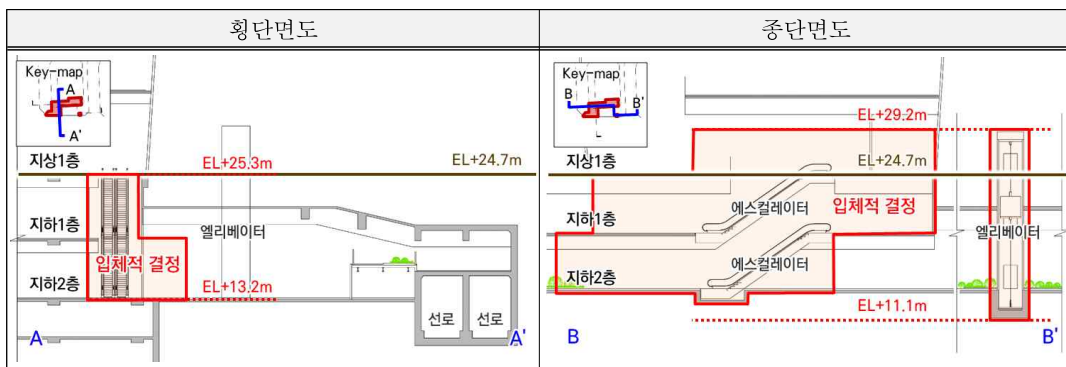 횡단면도
종단면도
Key-map
A
A'
지상1층
EL+25.3m
EL+24.7m
지하1층
엘리베이터
입체적 결정
지하2층
EL+13.2m
선로 선로
A
A'
Key-map
B
B'
EL+29.2m
지상1층
EL+24.7m
에스컬레이터
입체적 결정
지하1층
엘리베이터
에스컬레이터
지하2층
EL+11.1m
B
B'